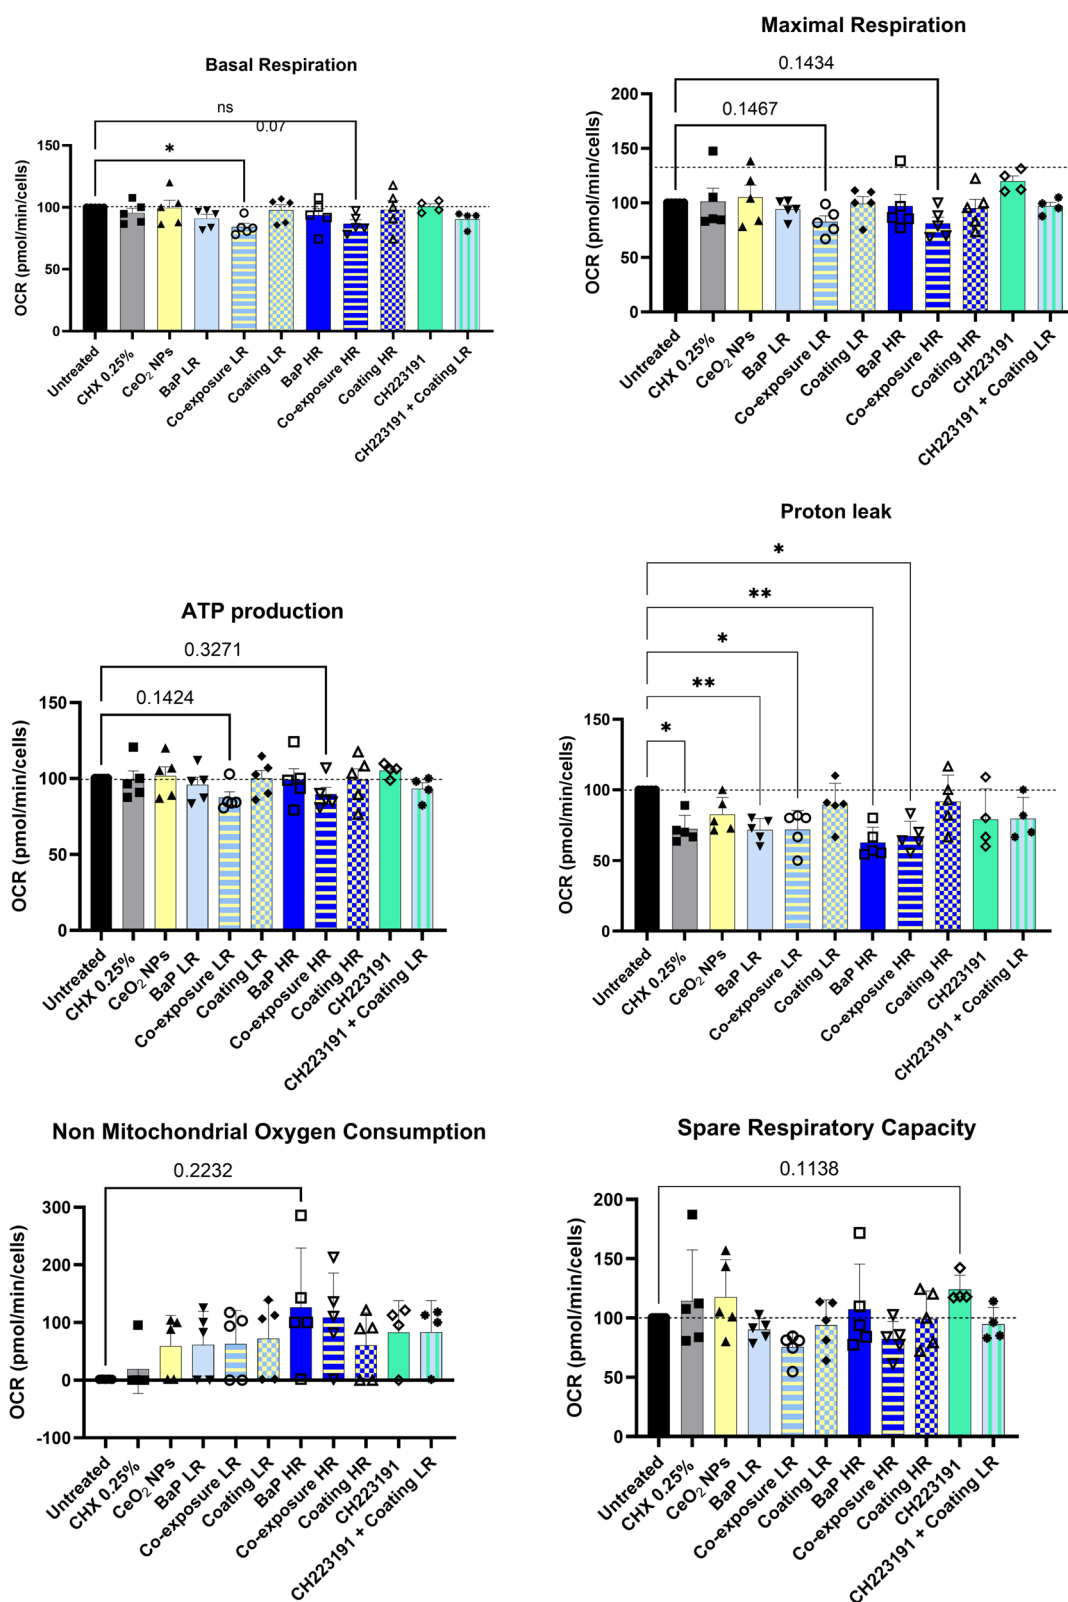 Basal Respiration
ns
0.07
*
OCR (pmol/min/cells)
150
100
50
0
Untreated
CHX 0.25%
CeO₂ NPs
BaP LR
Co-exposure LR
Coating LR
BaP HR
Co-exposure HR
Coating HR
CH223191
CH223191 + Coating LR
Maximal Respiration
0.1434
0.1467
OCR (pmol/min/cells)
200
150
100
50
0
Untreated
CHX 0.25%
CeO₂ NPs
BaP LR
Co-exposure LR
Coating LR
BaP HR
Co-exposure HR
Coating HR
CH223191
CH223191 + Coating LR
ATP production
0.3271
0.1424
OCR (pmol/min/cells)
150
100
50
0
Untreated
CHX 0.25%
CeO₂ NPs
BaP LR
Co-exposure LR
Coating LR
BaP HR
Co-exposure HR
Coating HR
CH223191
CH223191 + Coating LR
Proton leak
*
**
*
**
*
OCR (pmol/min/cells)
150
100
50
0
Untreated
CHX 0.25%
CeO₂ NPs
BaP LR
Co-exposure LR
Coating LR
BaP HR
Co-exposure HR
Coating HR
CH223191
CH223191 + Coating LR
Non Mitochondrial Oxygen Consumption
0.2232
OCR (pmol/min/cells)
300
200
100
0
-100
Untreated
CHX 0.25%
CeO₂ NPs
BaP LR
Co-exposure LR
Coating LR
BaP HR
Co-exposure HR
Coating HR
CH223191
CH223191 + Coating LR
Spare Respiratory Capacity
0.1138
OCR (pmol/min/cells)
200
150
100
50
0
Untreated
CHX 0.25%
CeO₂ NPs
BaP LR
Co-exposure LR
Coating LR
BaP HR
Co-exposure HR
Coating HR
CH223191
CH223191 + Coating LR